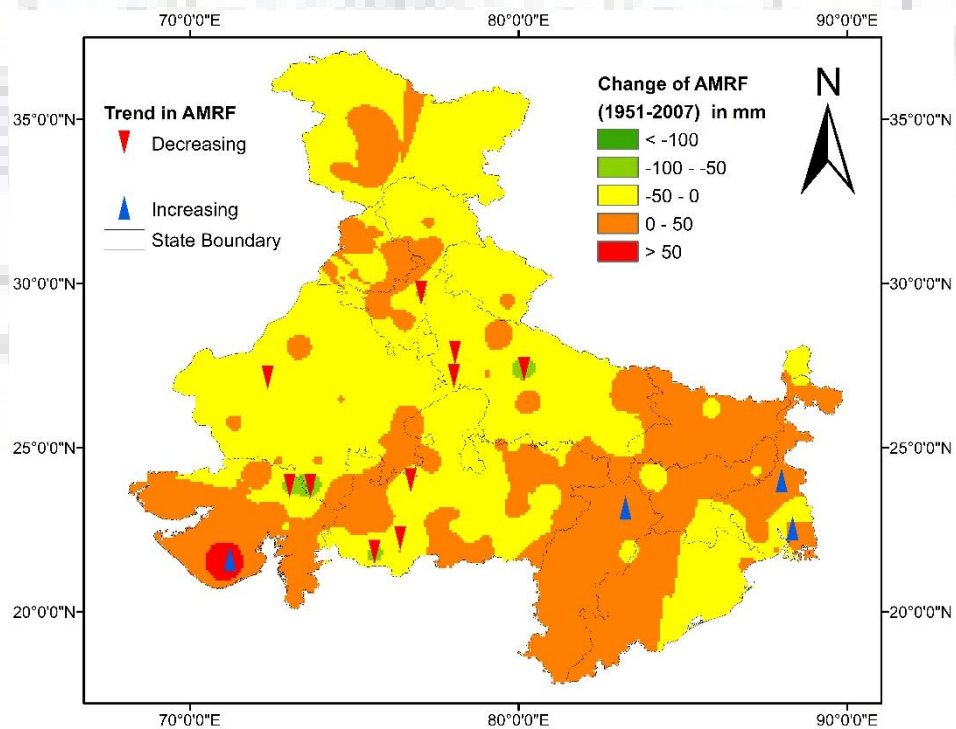 70°0'0"E 80°0'0"E 90°0'0"E
35°0'0"N
35°0'0"N
30°0'0"N
30°0'0"N
25°0'0"N
25°0'0"N
20°0'0"N
20°0'0"N
Trend in AMRF
Decreasing
Increasing
State Boundary
Change of AMRF
(1951-2007) in mm
< -100
-100 - -50
-50 - 0
0 - 50
> 50
N
70°0'0"E 80°0'0"E 90°0'0"E